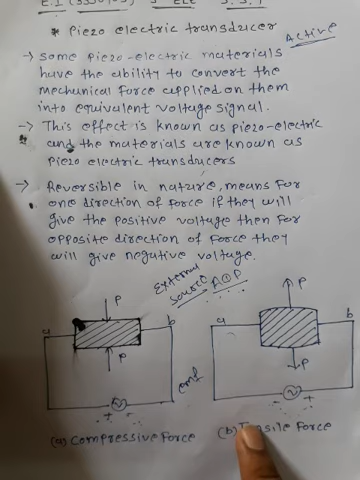 * Piezo electric transducer
Active
→ Some Piezo-electric materials
have the ability to convert the
mechanical force applied on them
into equivalent voltage signal.
→ This effect is known as piezo-electric
and the materials are known as
piezo electric transducers
→ Reversible in nature, means for
one direction of force if they will
give the positive voltage then for
opposite direction of force they
will give negative voltage.
External
source
P
P
a
b
P
P
a
b
+
+
(a) Compressive Force
(b) Tensile Force